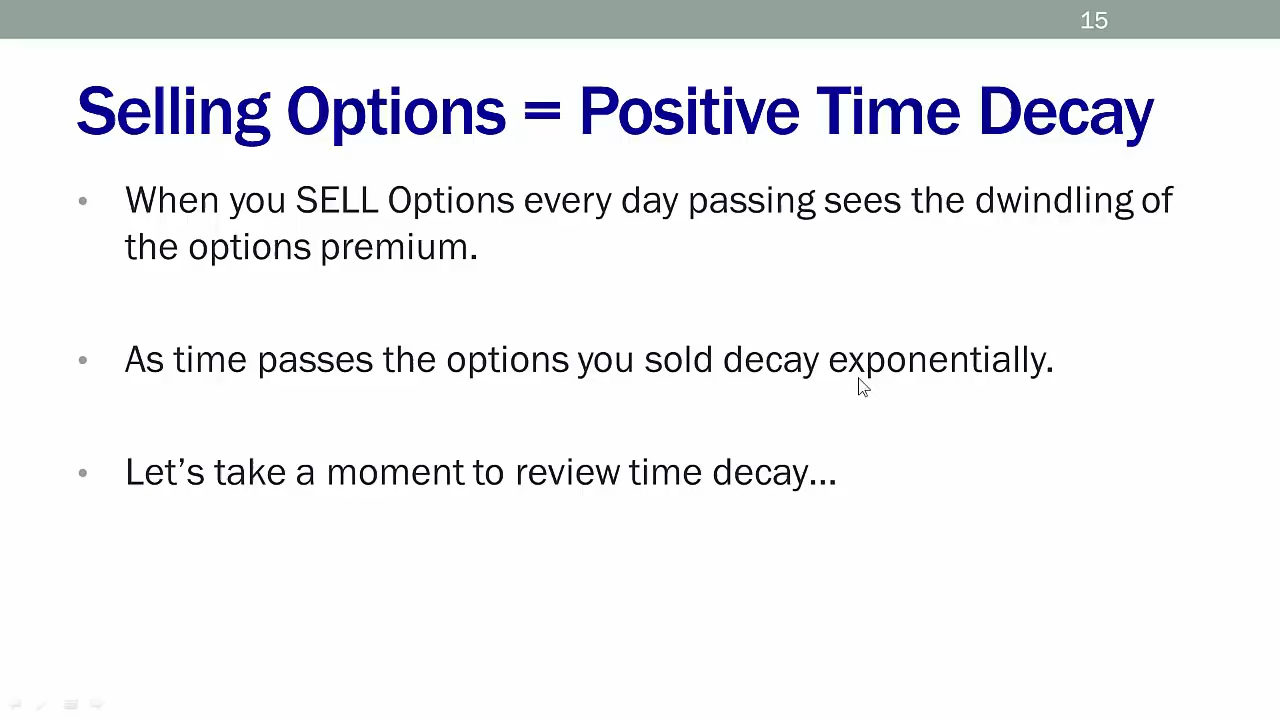 15
Selling Options = Positive Time Decay
• When you SELL Options every day passing sees the dwindling of
the options premium.
• As time passes the options you sold decay exponentially.
• Let’s take a moment to review time decay…